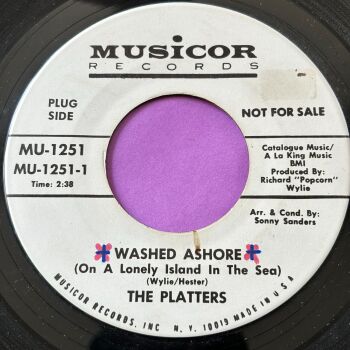 MUSICOR
RECORDS
PLUG
SIDE
NOT FOR SALE
MU-1251
MU-1251-1
Time: 2:38
Catalogue Music/
A La King Music
BMI
Produced By:
Richard "Popcorn"
Wylie
Arr. & Cond. By:
Sonny Sanders
WASHED ASHORE
(On A Lonely Island In The Sea)
(Wylie/Hester)
THE PLATTERS
MUSICOR RECORDS, INC. N. Y. 10019 MADE IN U.S.A